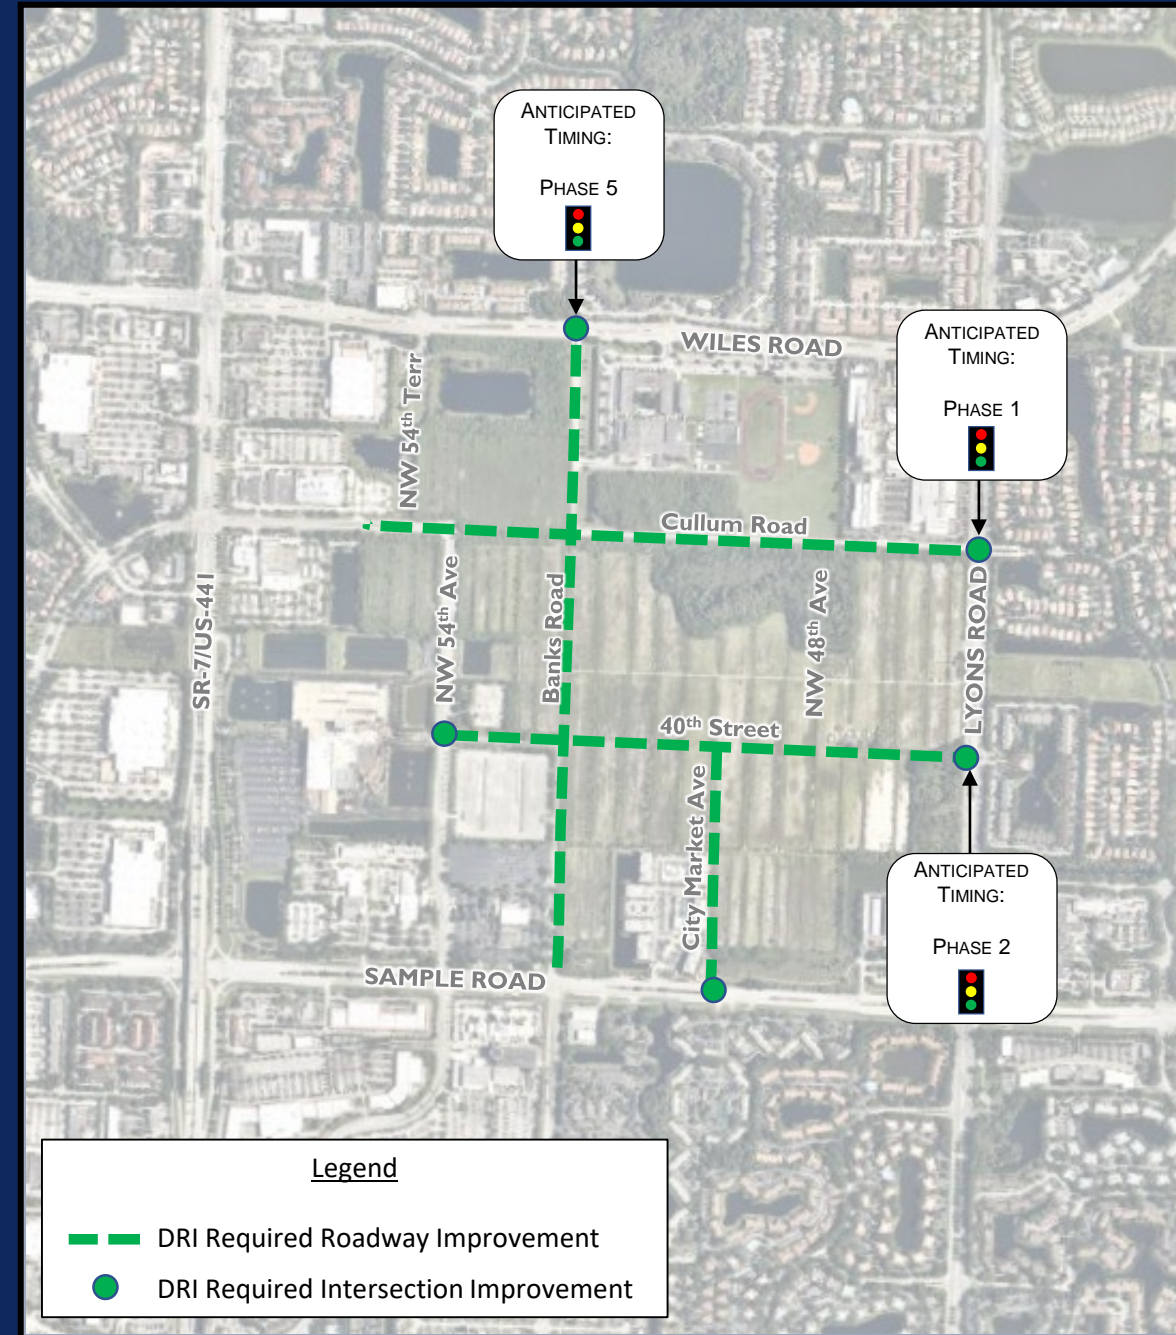 ANTICIPATED
TIMING:
PHASE 5
WILES ROAD
ANTICIPATED
TIMING:
PHASE 1
NW 54th Terr
Cullum Road
SR-7/US-441
NW 54th Ave
Banks Road
NW 48th Ave
LYONS ROAD
40th Street
City Market Ave
ANTICIPATED
TIMING:
PHASE 2
SAMPLE ROAD
Legend
DRI Required Roadway Improvement
DRI Required Intersection Improvement